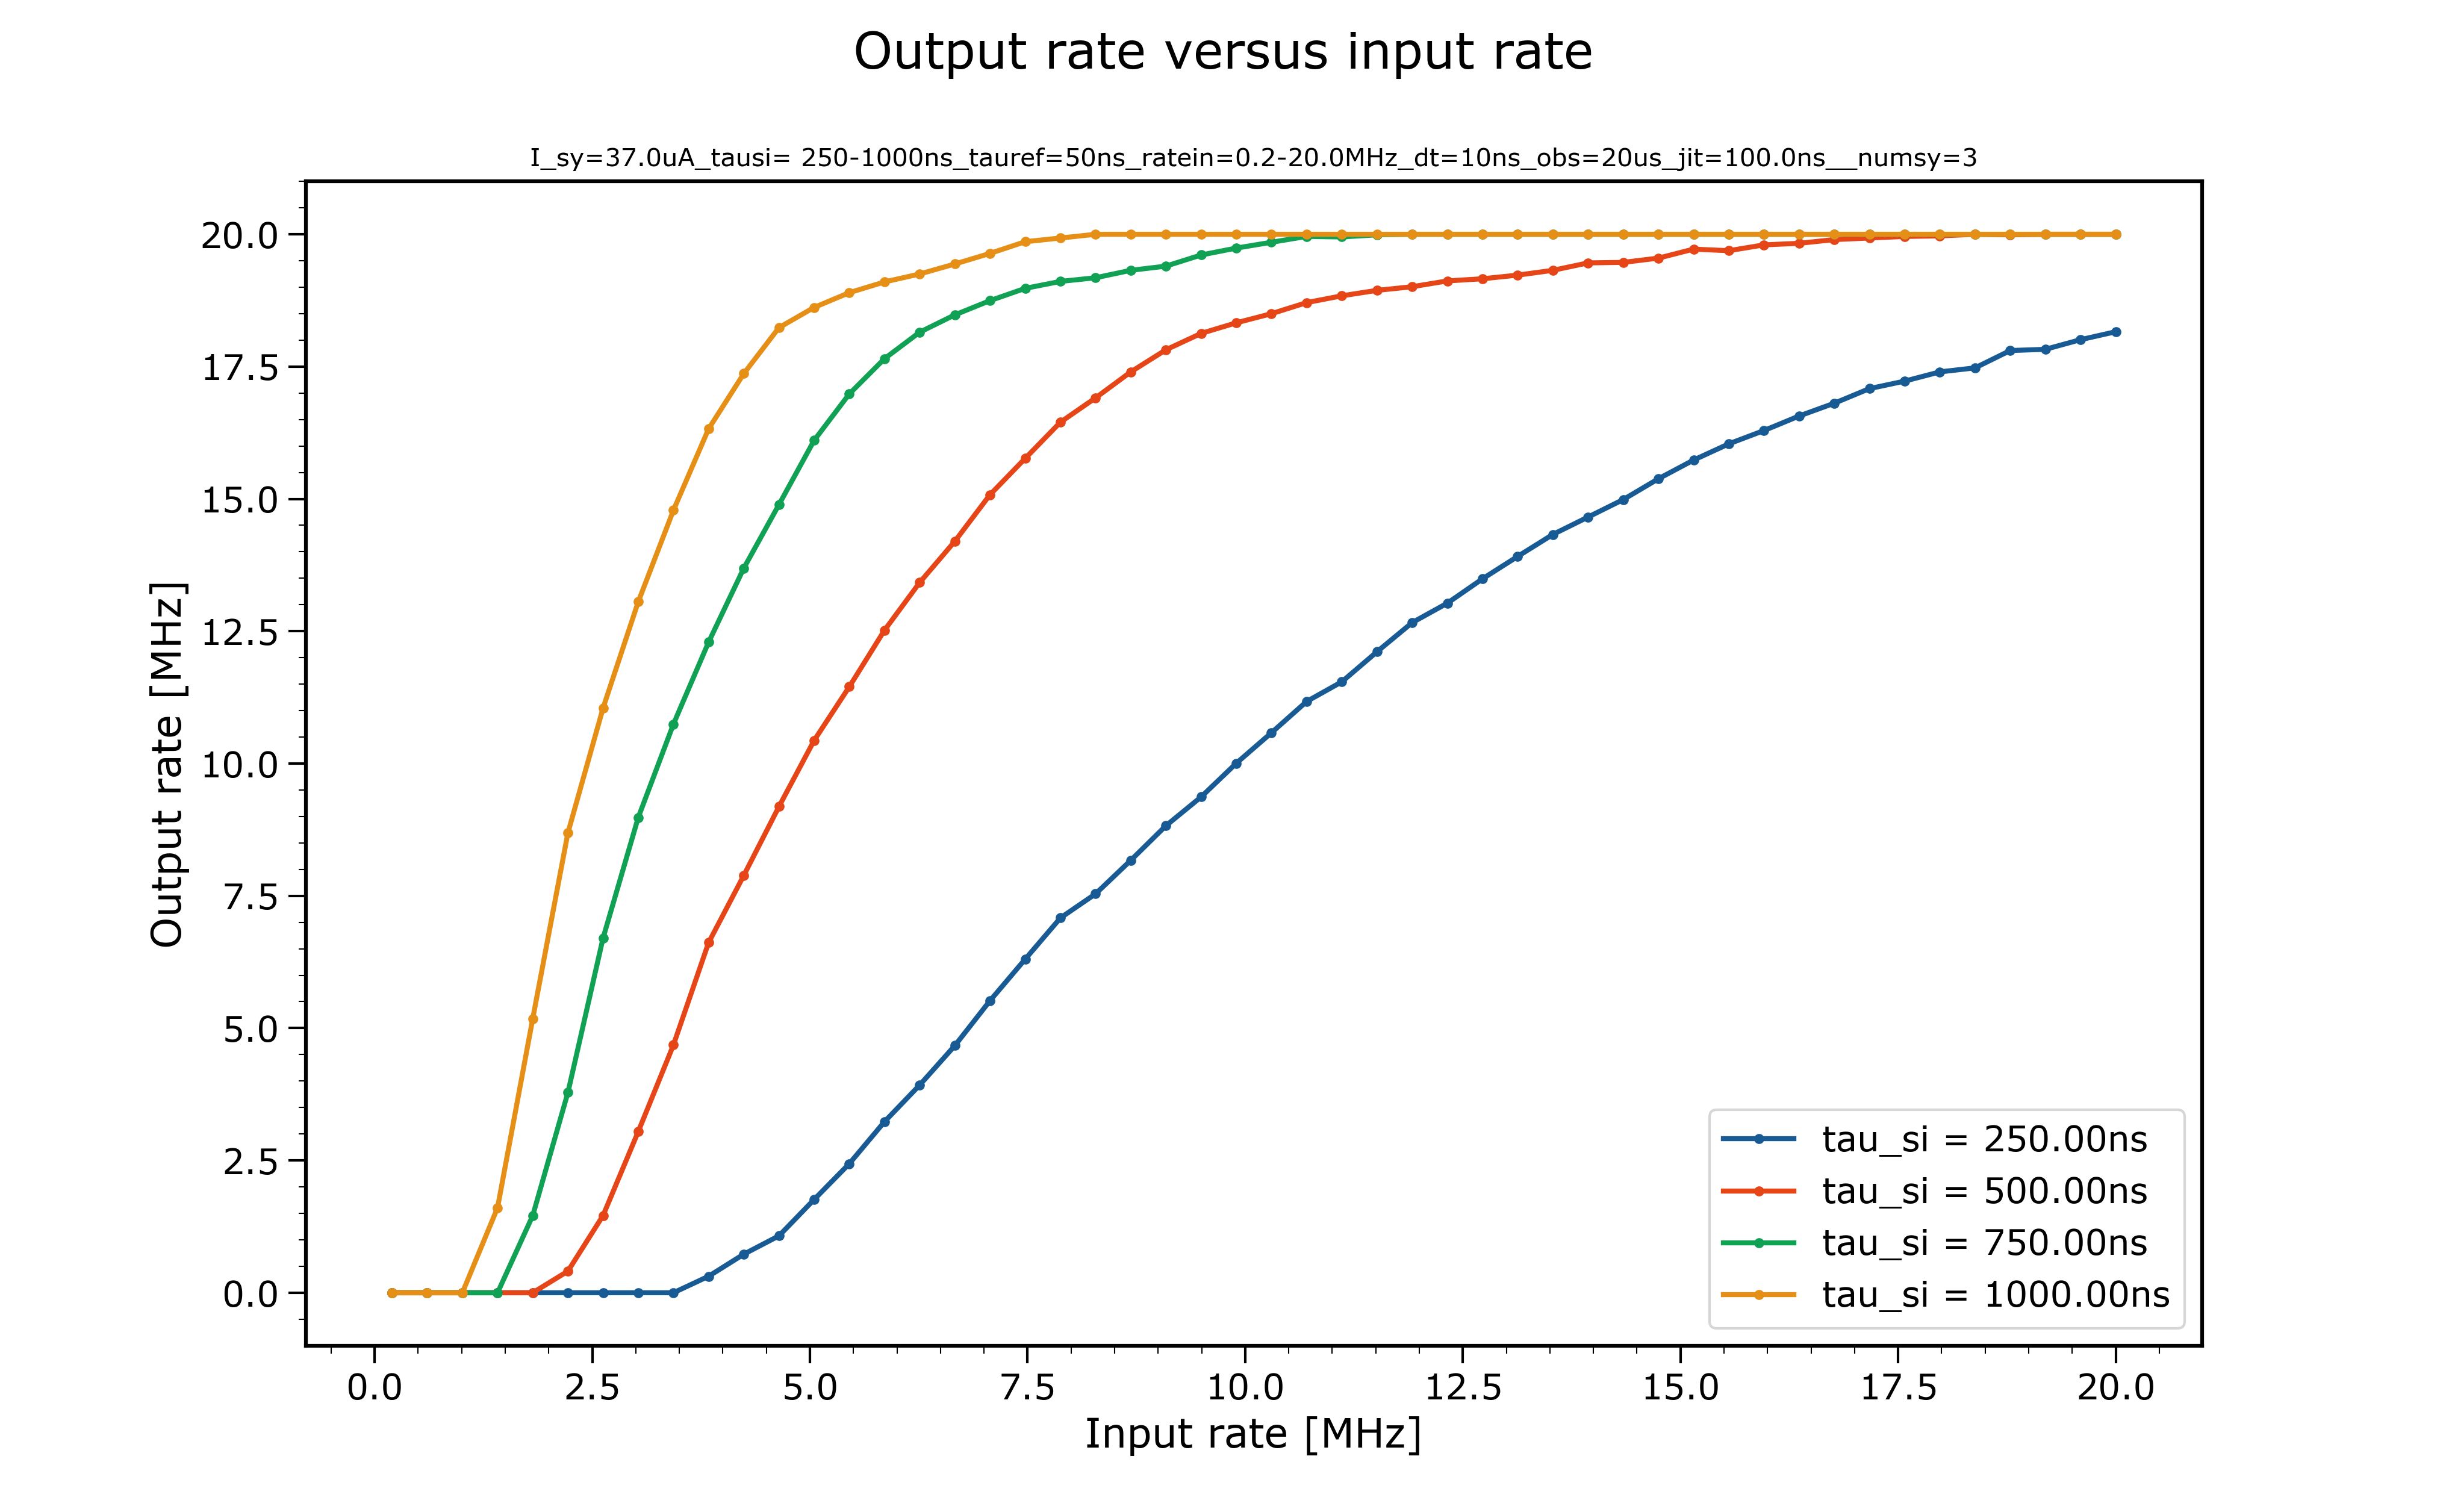 Output rate versus input rate
I_sy=37.0uA_tausi= 250-1000ns_tauref=50ns_ratein=0.2-20.0MHz_dt=10ns_obs=20us_jit=100.0ns__numsy=3
Output rate [MHz]
20.0
17.5
15.0
12.5
10.0
7.5
5.0
2.5
0.0
tau_si = 250.00ns
tau_si = 500.00ns
tau_si = 750.00ns
tau_si = 1000.00ns
0.0 2.5 5.0 7.5 10.0 12.5 15.0 17.5 20.0
Input rate [MHz]